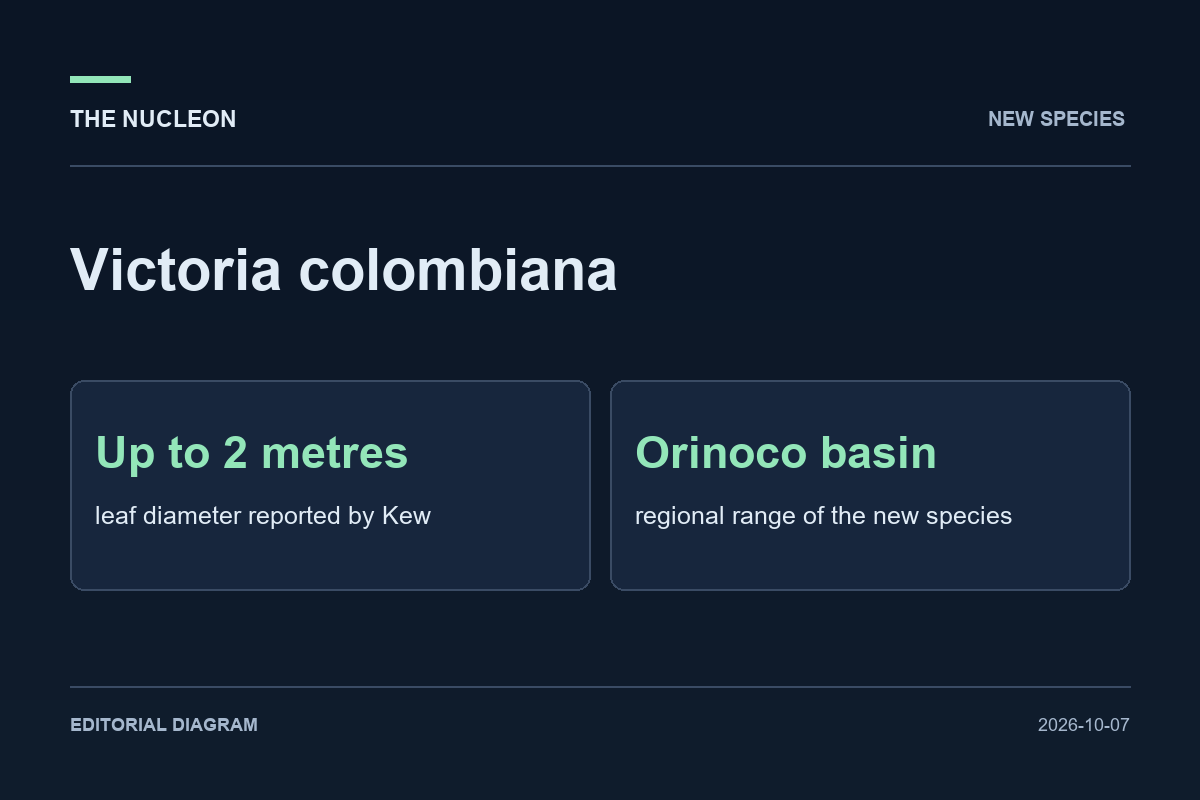 THE NUCLEON
NEW SPECIES
Victoria colombiana
Up to 2 metres
leaf diameter reported by Kew
Orinoco basin
regional range of the new species
EDITORIAL DIAGRAM
2026-10-07